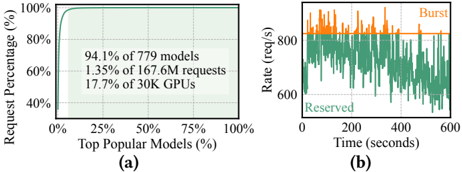 Request Percentage (%)
100%
80%
60%
40%
94.1% of 779 models
1.35% of 167.6M requests
17.7% of 30K GPUs
0%
25%
50%
75%
100%
Top Popular Models (%)
(a)
Rate (req/s)
800
600
Burst
Reserved
0
200
400
600
Time (seconds)
(b)